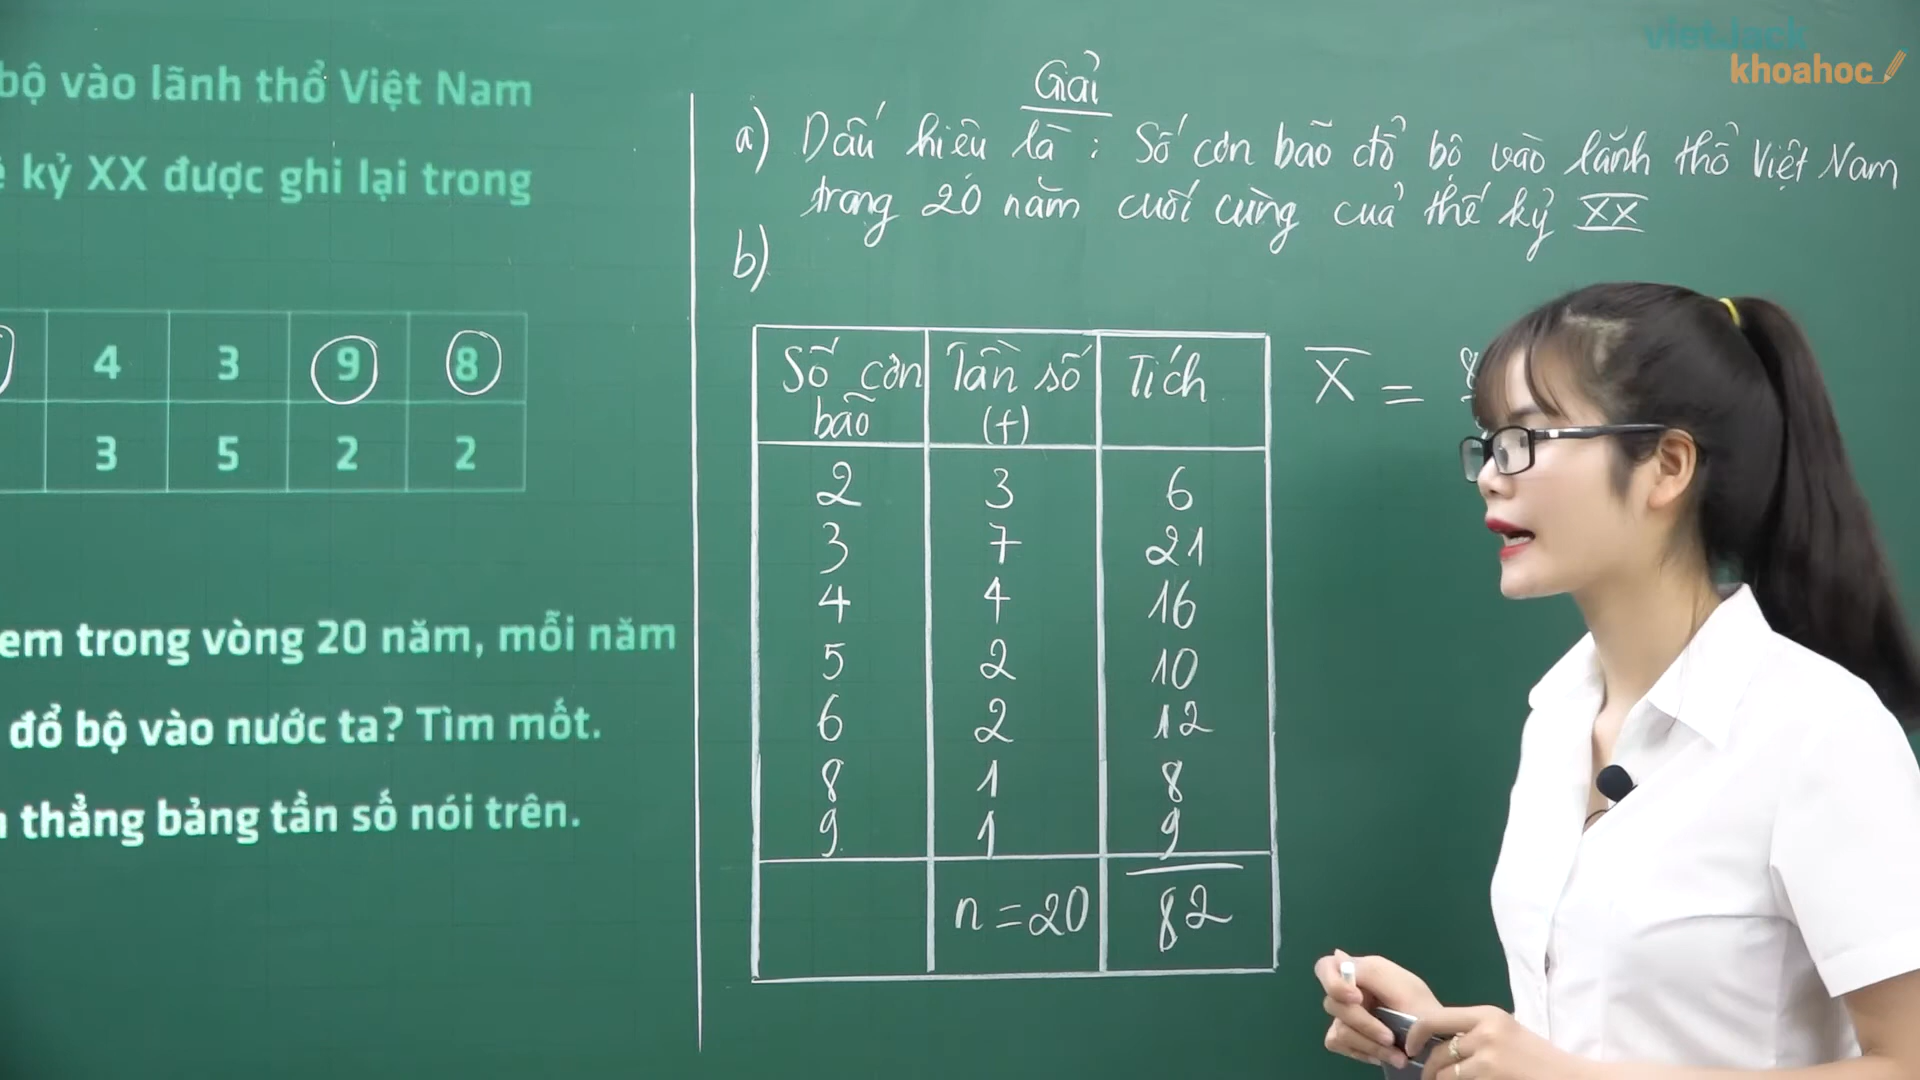 vietJack
khoahoc
bộ vào lãnh thổ Việt Nam
kỷ XX được ghi lại trong
4 3 9 8
3 5 2 2
em trong vòng 20 năm, mỗi năm
đổ bộ vào nước ta? Tìm mốt.
thẳng bảng tần số nói trên.
Giải
a) Dấu hiệu là : Số cơn bão đổ bộ vào lãnh thổ Việt Nam
trong 20 năm cuối cùng của thế kỷ XX
b)
Số cơn bão Tần số (f) Tích
2 3 6
3 7 21
4 4 16
5 2 10
6 2 12
8 1 8
9 1 9
n = 20 82
X̅ =